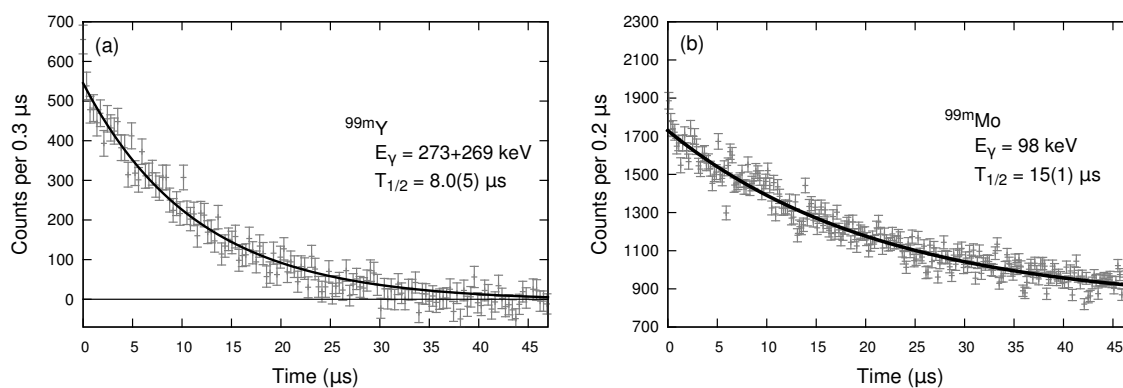 (a)
99mY
Eγ = 273+269 keV
T1/2 = 8.0(5) μs
Counts per 0.3 μs
700
600
500
400
300
200
100
0
0 5 10 15 20 25 30 35 40 45
Time (μs)
(b)
99mMo
Eγ = 98 keV
T1/2 = 15(1) μs
Counts per 0.2 μs
2300
2100
1900
1700
1500
1300
1100
900
700
0 5 10 15 20 25 30 35 40 45
Time (μs)